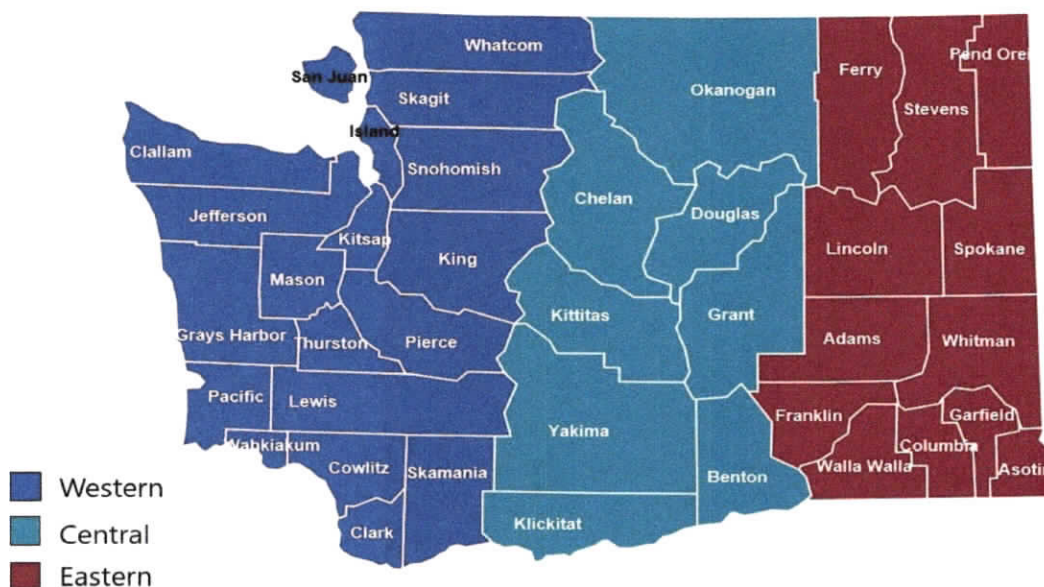 Whatcom
San Juan
Skagit
Okanogan
Ferry
Pend Orei
Stevens
Island
Clallam
Snohomish
Chelan
Douglas
Jefferson
Kitsap
King
Lincoln
Spokane
Mason
Kittitas
Grant
Grays Harbor
Thurston
Pierce
Adams
Whitman
Pacific
Lewis
Franklin
Garfield
Yakima
Wahkiakum
Cowlitz
Skamania
Columbia
Walla Walla
Asotin
Benton
Clark
Klickitat
Western
Central
Eastern